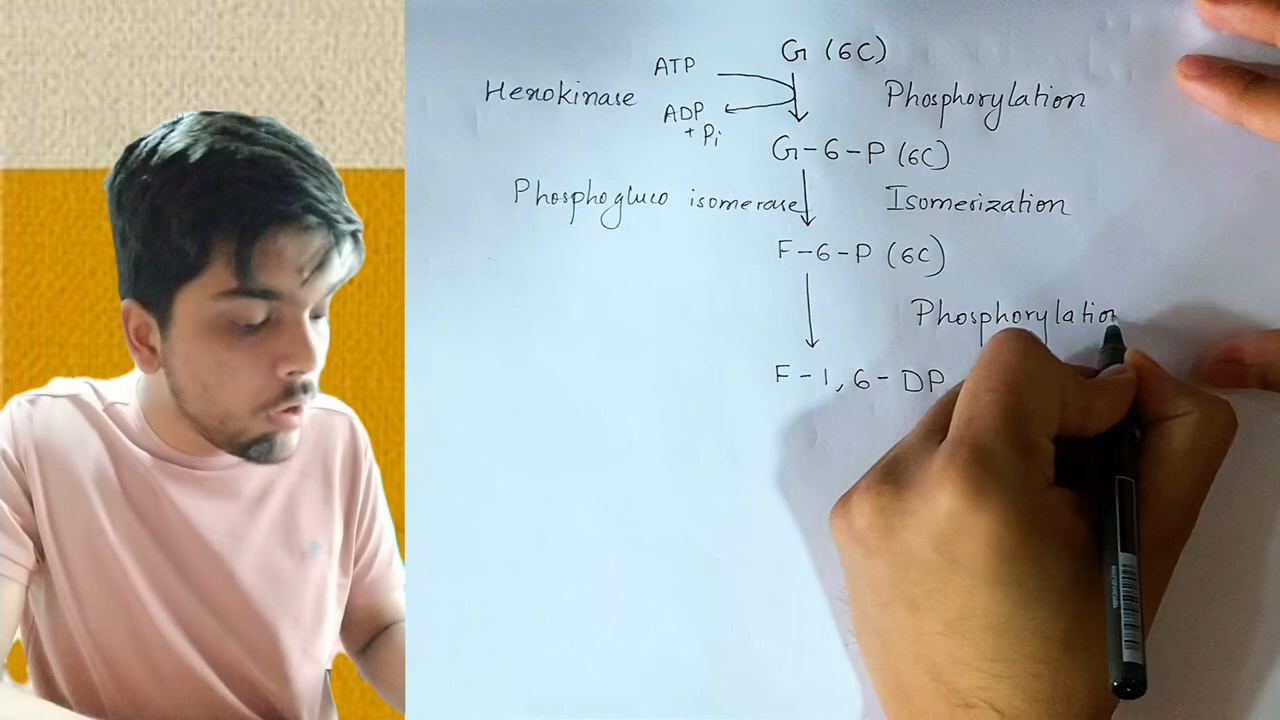 G (6C)
ATP
Hexokinase
Phosphorylation
ADP
+ Pi
G-6-P (6C)
Phosphogluco isomerase
Isomerization
F-6-P (6C)
Phosphorylation
F-1,6-DP